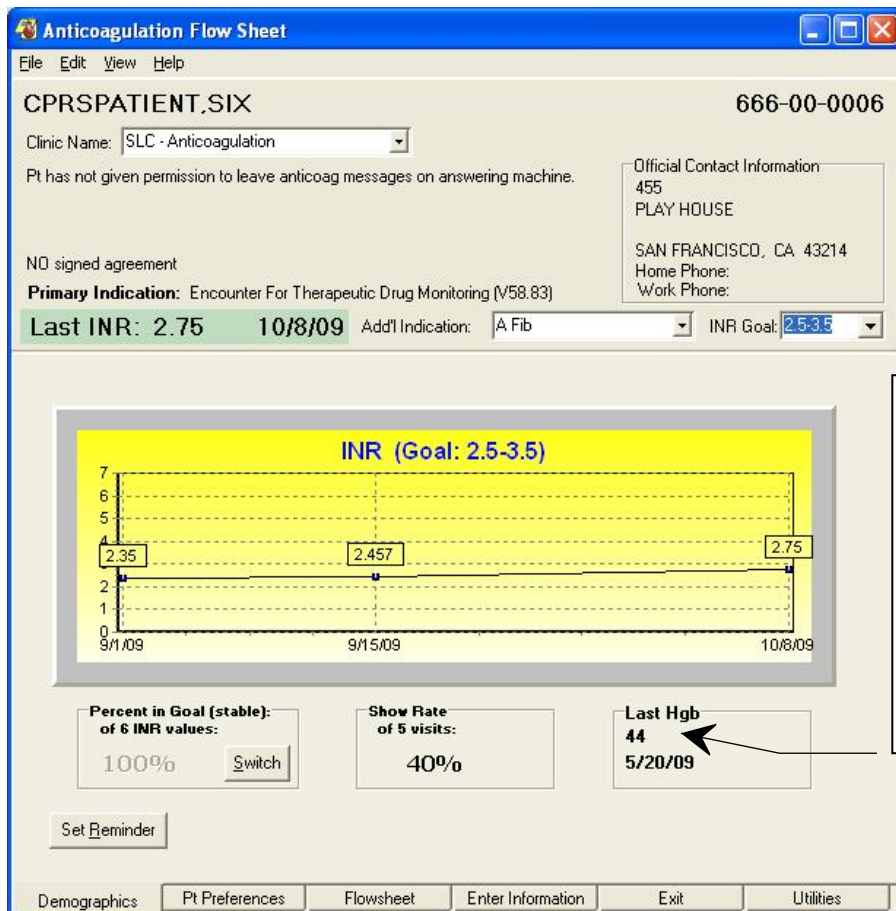 Anticoagulation Flow Sheet
File Edit View Help
CPRSPATIENT,SIX 666-00-0006
Clinic Name: SLC - Anticoagulation
Pt has not given permission to leave anticoag messages on answering machine.
Official Contact Information
455
PLAY HOUSE
SAN FRANCISCO, CA 43214
Home Phone:
Work Phone:
NO signed agreement
Primary Indication: Encounter For Therapeutic Drug Monitoring (V58.83)
Last INR: 2.75 10/8/09 Add'l Indication: A Fib INR Goal: 2.5-3.5
INR (Goal: 2.5-3.5)
7
6
5
4
2
1
0
2.35 2.457 2.75
9/1/09 9/15/09 10/8/09
Percent in Goal (stable):
of 6 INR values:
100% Switch
Show Rate
of 5 visits:
40%
Last Hgb
44
5/20/09
Set Reminder
Demographics Pt Preferences Flowsheet Enter Information Exit Utilities